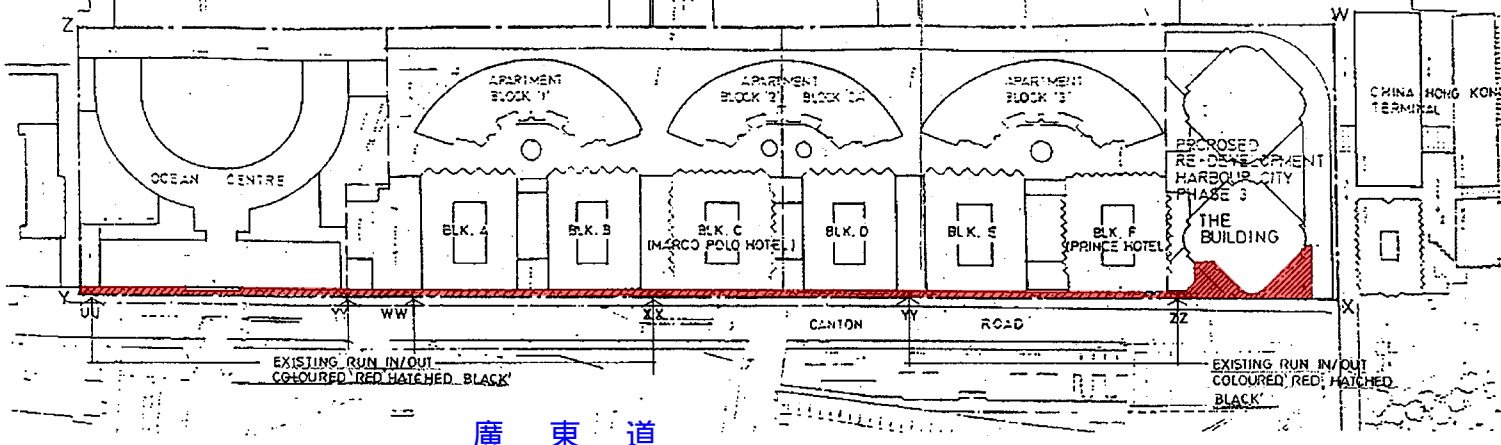 Z
W
APARTMENT
BLOCK '1'
APARTMENT
BLOCK '2' BLOCK '2A'
APARTMENT
BLOCK '3'
CHINA HONG KON
TERMINAL
PROPOSED
RE-DEVELOPMENT
HARBOUR CITY
PHASE 3
OCEAN CENTRE
THE
BUILDING
BLK. A
BLK. B
BLK. C
(MARCO POLO HOTEL)
BLK. D
BLK. E
BLK. F
(PRINCE HOTEL
Y
X
UU
YY
WW
XX
YY
ZZ
CANTON ROAD
EXISTING RUN IN/OUT
COLOURED RED HATCHED BLACK'
EXISTING RUN IN/OUT
COLOURED RED HATCHED
BLACK'
廣東道